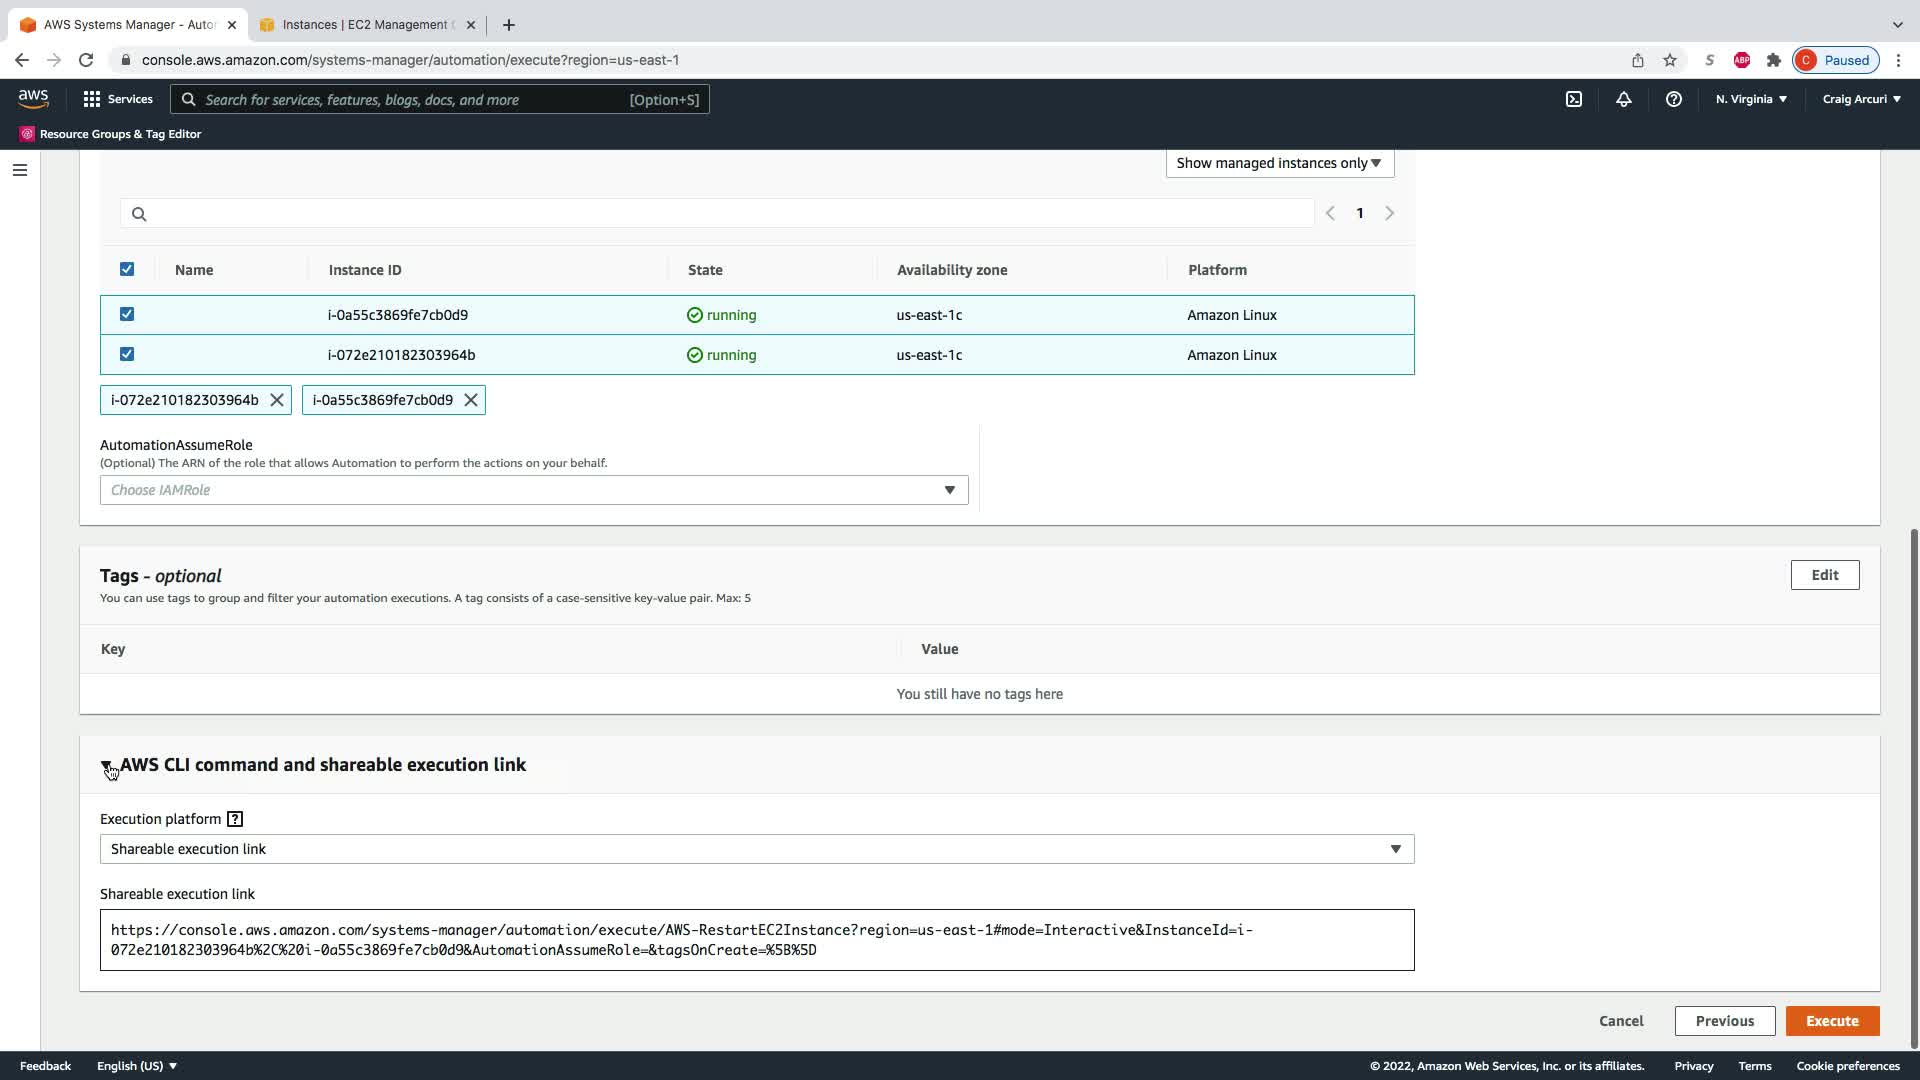 AWS Systems Manager - Autor
Instances | EC2 Management C
console.aws.amazon.com/systems-manager/automation/execute?region=us-east-1
S
ABP
C Paused
aws
Services
Search for services, features, blogs, docs, and more [Option+S]
N. Virginia
Craig Arcuri
Resource Groups & Tag Editor
Show managed instances only
1
Name Instance ID State Availability zone Platform
i-0a55c3869fe7cb0d9 running us-east-1c Amazon Linux
i-072e210182303964b running us-east-1c Amazon Linux
i-072e210182303964b i-0a55c3869fe7cb0d9
AutomationAssumeRole
(Optional) The ARN of the role that allows Automation to perform the actions on your behalf.
Choose IAMRole
Tags - optional
Edit
You can use tags to group and filter your automation executions. A tag consists of a case-sensitive key-value pair. Max: 5
Key Value
You still have no tags here
AWS CLI command and shareable execution link
Execution platform ?
Shareable execution link
Shareable execution link
https://console.aws.amazon.com/systems-manager/automation/execute/AWS-RestartEC2Instance?region=us-east-1#mode=Interactive&InstanceId=i-
072e210182303964b%2C%20i-0a55c3869fe7cb0d9&AutomationAssumeRole=&tagsOnCreate=%5B%5D
Cancel Previous Execute
Feedback English (US) © 2022, Amazon Web Services, Inc. or its affiliates. Privacy Terms Cookie preferences